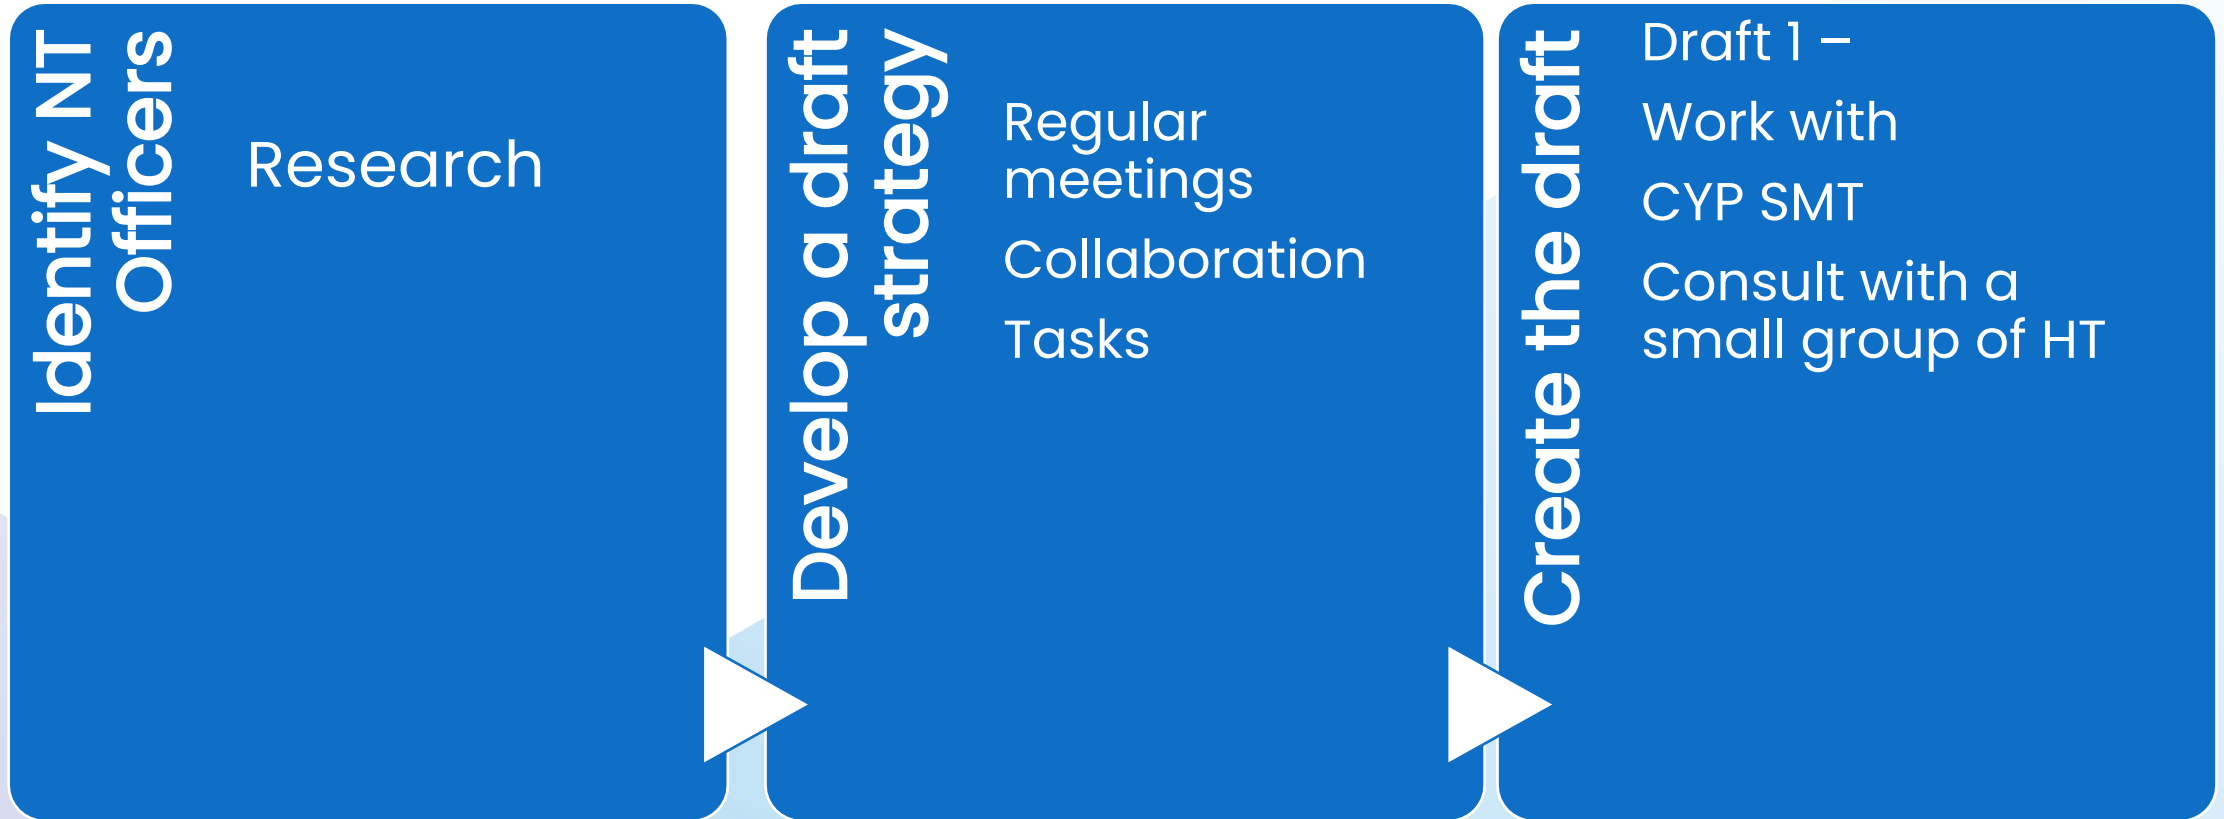 Identify NT
Officers
Research
Develop a draft
strategy
Regular
meetings
Collaboration
Tasks
Create the draft
Draft 1 –
Work with
CYP SMT
Consult with a
small group of HT